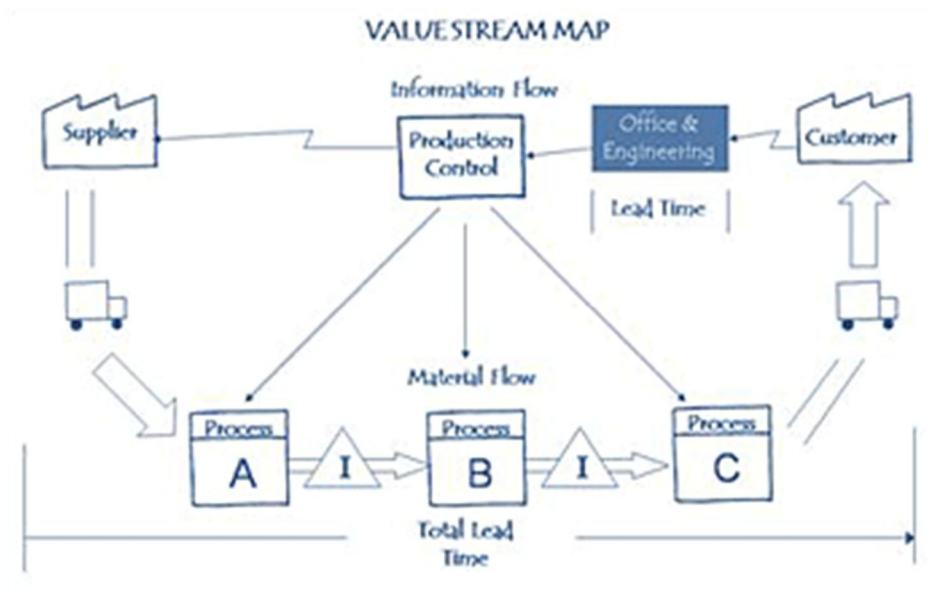 VALUE STREAM MAP
Information Flow
Supplier
Production
Control
Office &
Engineering
Customer
Lead Time
Material Flow
Process
A
I
Process
B
I
Process
C
Total Lead
Time